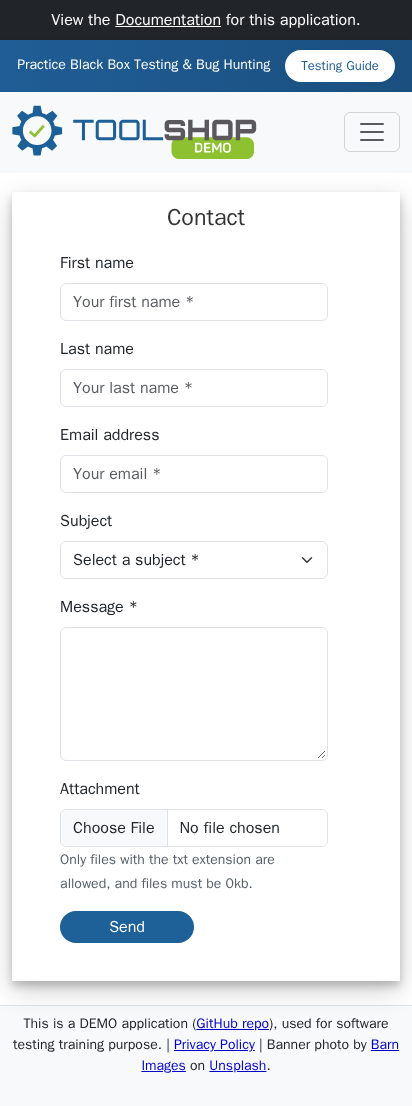 View the Documentation for this application.
Practice Black Box Testing & Bug Hunting
Testing Guide
TOOLSHOP
DEMO
Contact
First name
Your first name *
Last name
Your last name *
Email address
Your email *
Subject
Select a subject *
Message *
Attachment
Choose File No file chosen
Only files with the txt extension are
allowed, and files must be 0kb.
Send
This is a DEMO application (GitHub repo), used for software
testing training purpose. | Privacy Policy | Banner photo by Barn
Images on Unsplash.